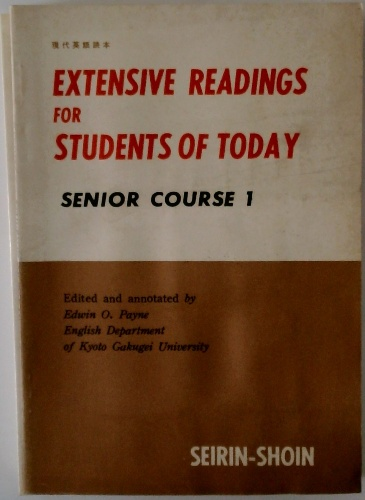 現代英語読本
EXTENSIVE READINGS
FOR
STUDENTS OF TODAY
SENIOR COURSE 1
Edited and annotated by
Edwin O. Payne
English Department
of Kyoto Gakugei University
SEIRIN-SHOIN